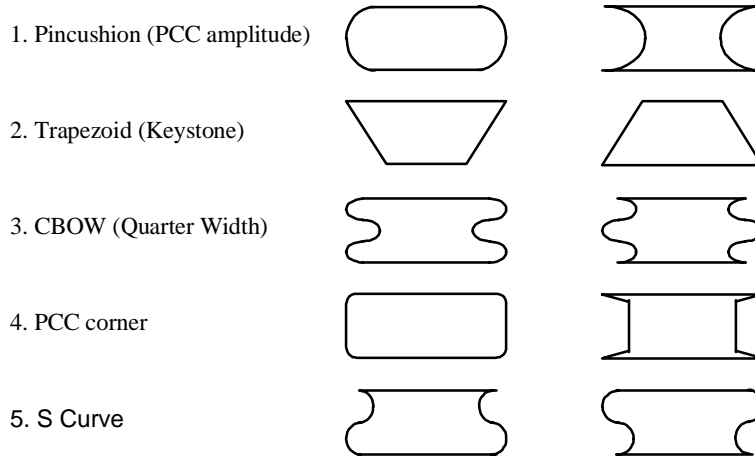 1. Pincushion (PCC amplitude)
2. Trapezoid (Keystone)
3. CBOW (Quarter Width)
4. PCC corner
5. S Curve